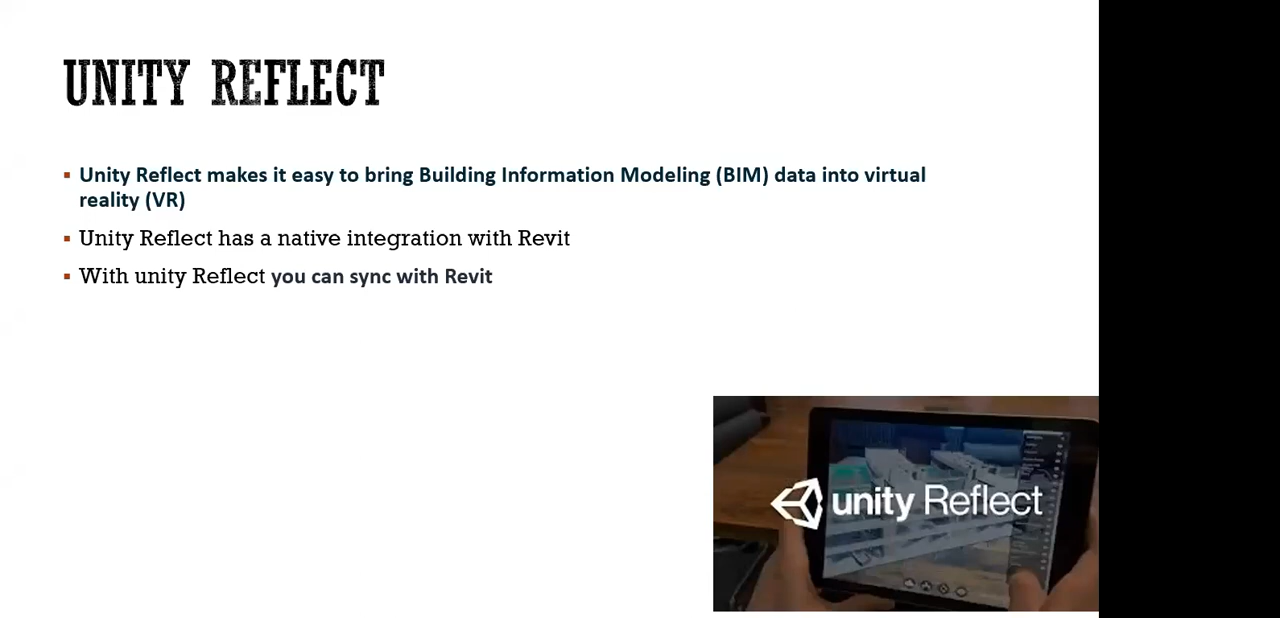 UNITY REFLECT
▪ Unity Reflect makes it easy to bring Building Information Modeling (BIM) data into virtual
reality (VR)
▪ Unity Reflect has a native integration with Revit
▪ With unity Reflect you can sync with Revit
unity Reflect